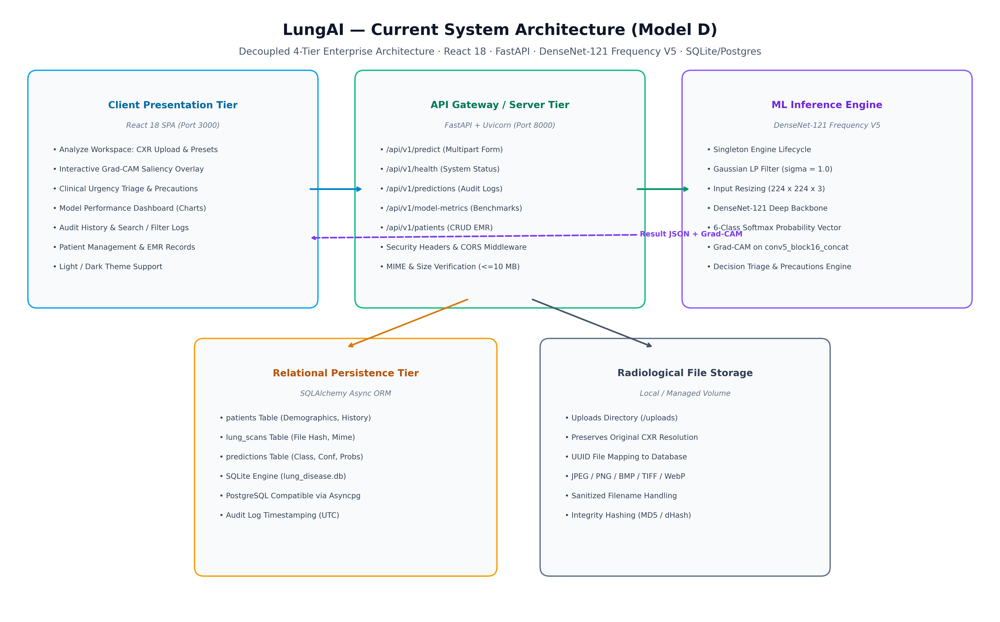 LungAI — Current System Architecture (Model D)
Decoupled 4-Tier Enterprise Architecture · React 18 · FastAPI · DenseNet-121 Frequency V5 · SQLite/Postgres
Client Presentation Tier
React 18 SPA (Port 3000)
• Analyze Workspace: CXR Upload & Presets
• Interactive Grad-CAM Saliency Overlay
• Clinical Urgency Triage & Precautions
• Model Performance Dashboard (Charts)
• Audit History & Search / Filter Logs
• Patient Management & EMR Records
• Light / Dark Theme Support
API Gateway / Server Tier
FastAPI + Uvicorn (Port 8000)
• /api/v1/predict (Multipart Form)
• /api/v1/health (System Status)
• /api/v1/predictions (Audit Logs)
• /api/v1/model-metrics (Benchmarks)
• /api/v1/patients (CRUD EMR)
• Security Headers & CORS Middleware
• MIME & Size Verification (<=10 MB)
ML Inference Engine
DenseNet-121 Frequency V5
• Singleton Engine Lifecycle
• Gaussian LP Filter (sigma = 1.0)
• Input Resizing (224 x 224 x 3)
• DenseNet-121 Deep Backbone
• 6-Class Softmax Probability Vector
Result JSON + Grad-CAM
• Grad-CAM on conv5_block16_concat
• Decision Triage & Precautions Engine
Relational Persistence Tier
SQLAlchemy Async ORM
• patients Table (Demographics, History)
• lung_scans Table (File Hash, Mime)
• predictions Table (Class, Conf, Probs)
• SQLite Engine (lung_disease.db)
• PostgreSQL Compatible via Asyncpg
• Audit Log Timestamping (UTC)
Radiological File Storage
Local / Managed Volume
• Uploads Directory (/uploads)
• Preserves Original CXR Resolution
• UUID File Mapping to Database
• JPEG / PNG / BMP / TIFF / WebP
• Sanitized Filename Handling
• Integrity Hashing (MD5 / dHash)